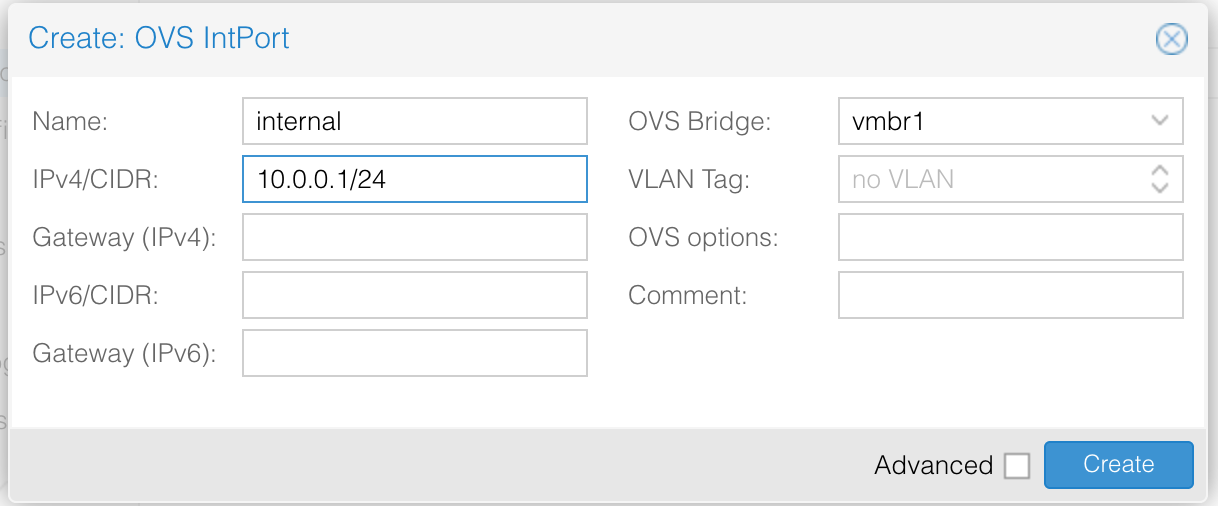 Create: OVS IntPort
Name: internal
OVS Bridge: vmbr1
IPv4/CIDR: 10.0.0.1/24
VLAN Tag: no VLAN
Gateway (IPv4):
OVS options:
IPv6/CIDR:
Comment:
Gateway (IPv6):
Advanced
Create